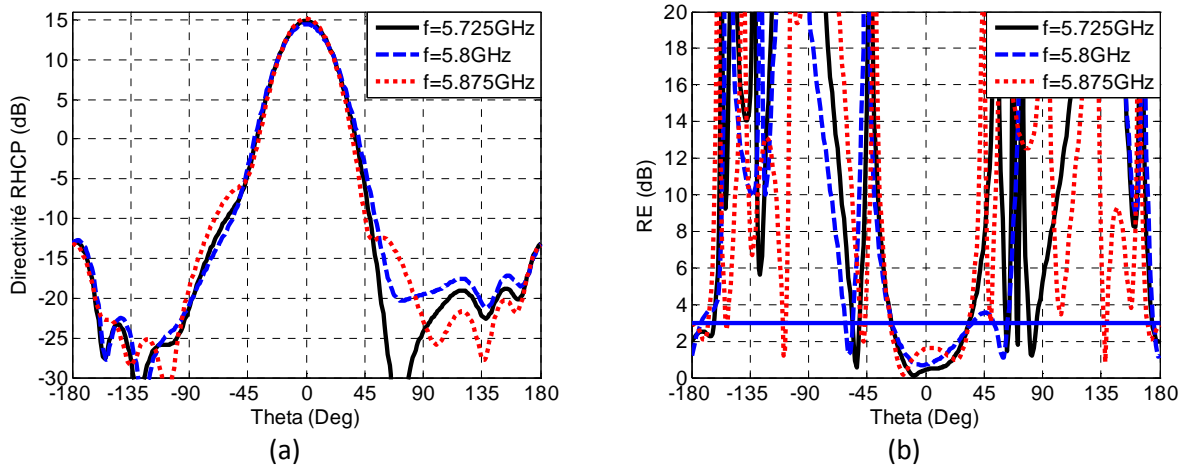 Directivité RHCP (dB)
20
15
10
5
0
-5
-10
-15
-20
-25
-30
-180 -135 -90 -45 0 45 90 135 180
Theta (Deg)
f=5.725GHz
f=5.8GHz
f=5.875GHz
(a)
RE (dB)
20
18
16
14
12
10
8
6
4
2
0
-180 -135 -90 -45 0 45 90 135 180
Theta (Deg)
f=5.725GHz
f=5.8GHz
f=5.875GHz
(b)